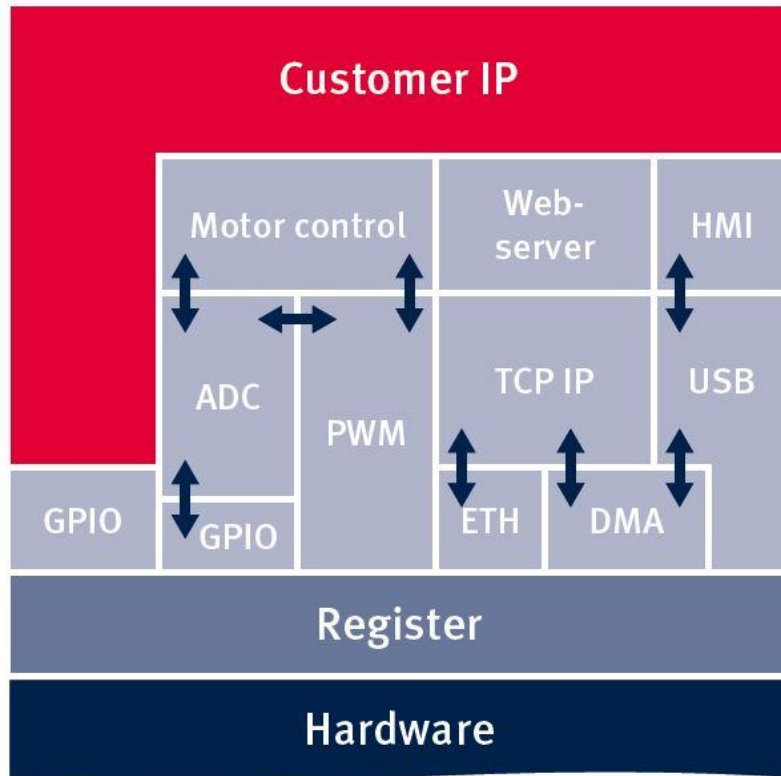 Customer IP
Motor control
Web-
server
HMI
ADC
PWM
TCP IP
USB
GPIO
GPIO
ETH
DMA
Register
Hardware